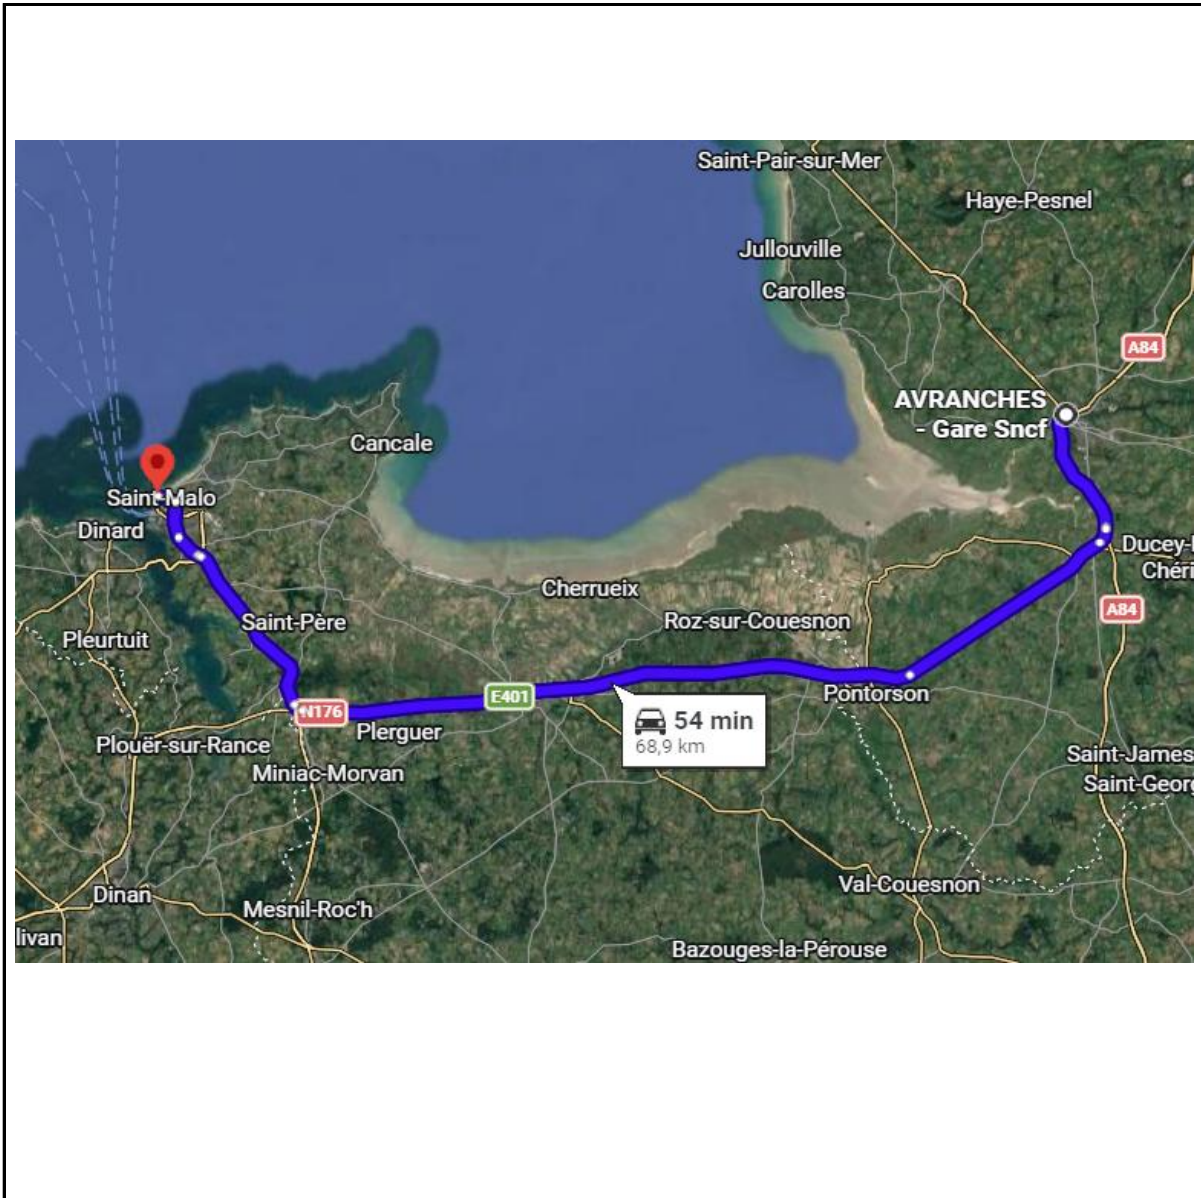 Saint-Pair-sur-Mer
Haye-Pesnel
Jullouville
Carolles
A84
AVRANCHES
- Gare Sncf
Cancale
Saint-Malo
Dinard
Ducey-
Chéri
Cherrueix
A84
Saint-Père
Roz-sur-Couesnon
Pleurtuit
E401
Pontorson
N176
54 min
Plerguer
68,9 km
Plouër-sur-Rance
Saint-James
Miniac-Morvan
Saint-Georg
Val-Couesnon
Dinan
Mesnil-Roc'h
livan
Bazouges-la-Pérouse